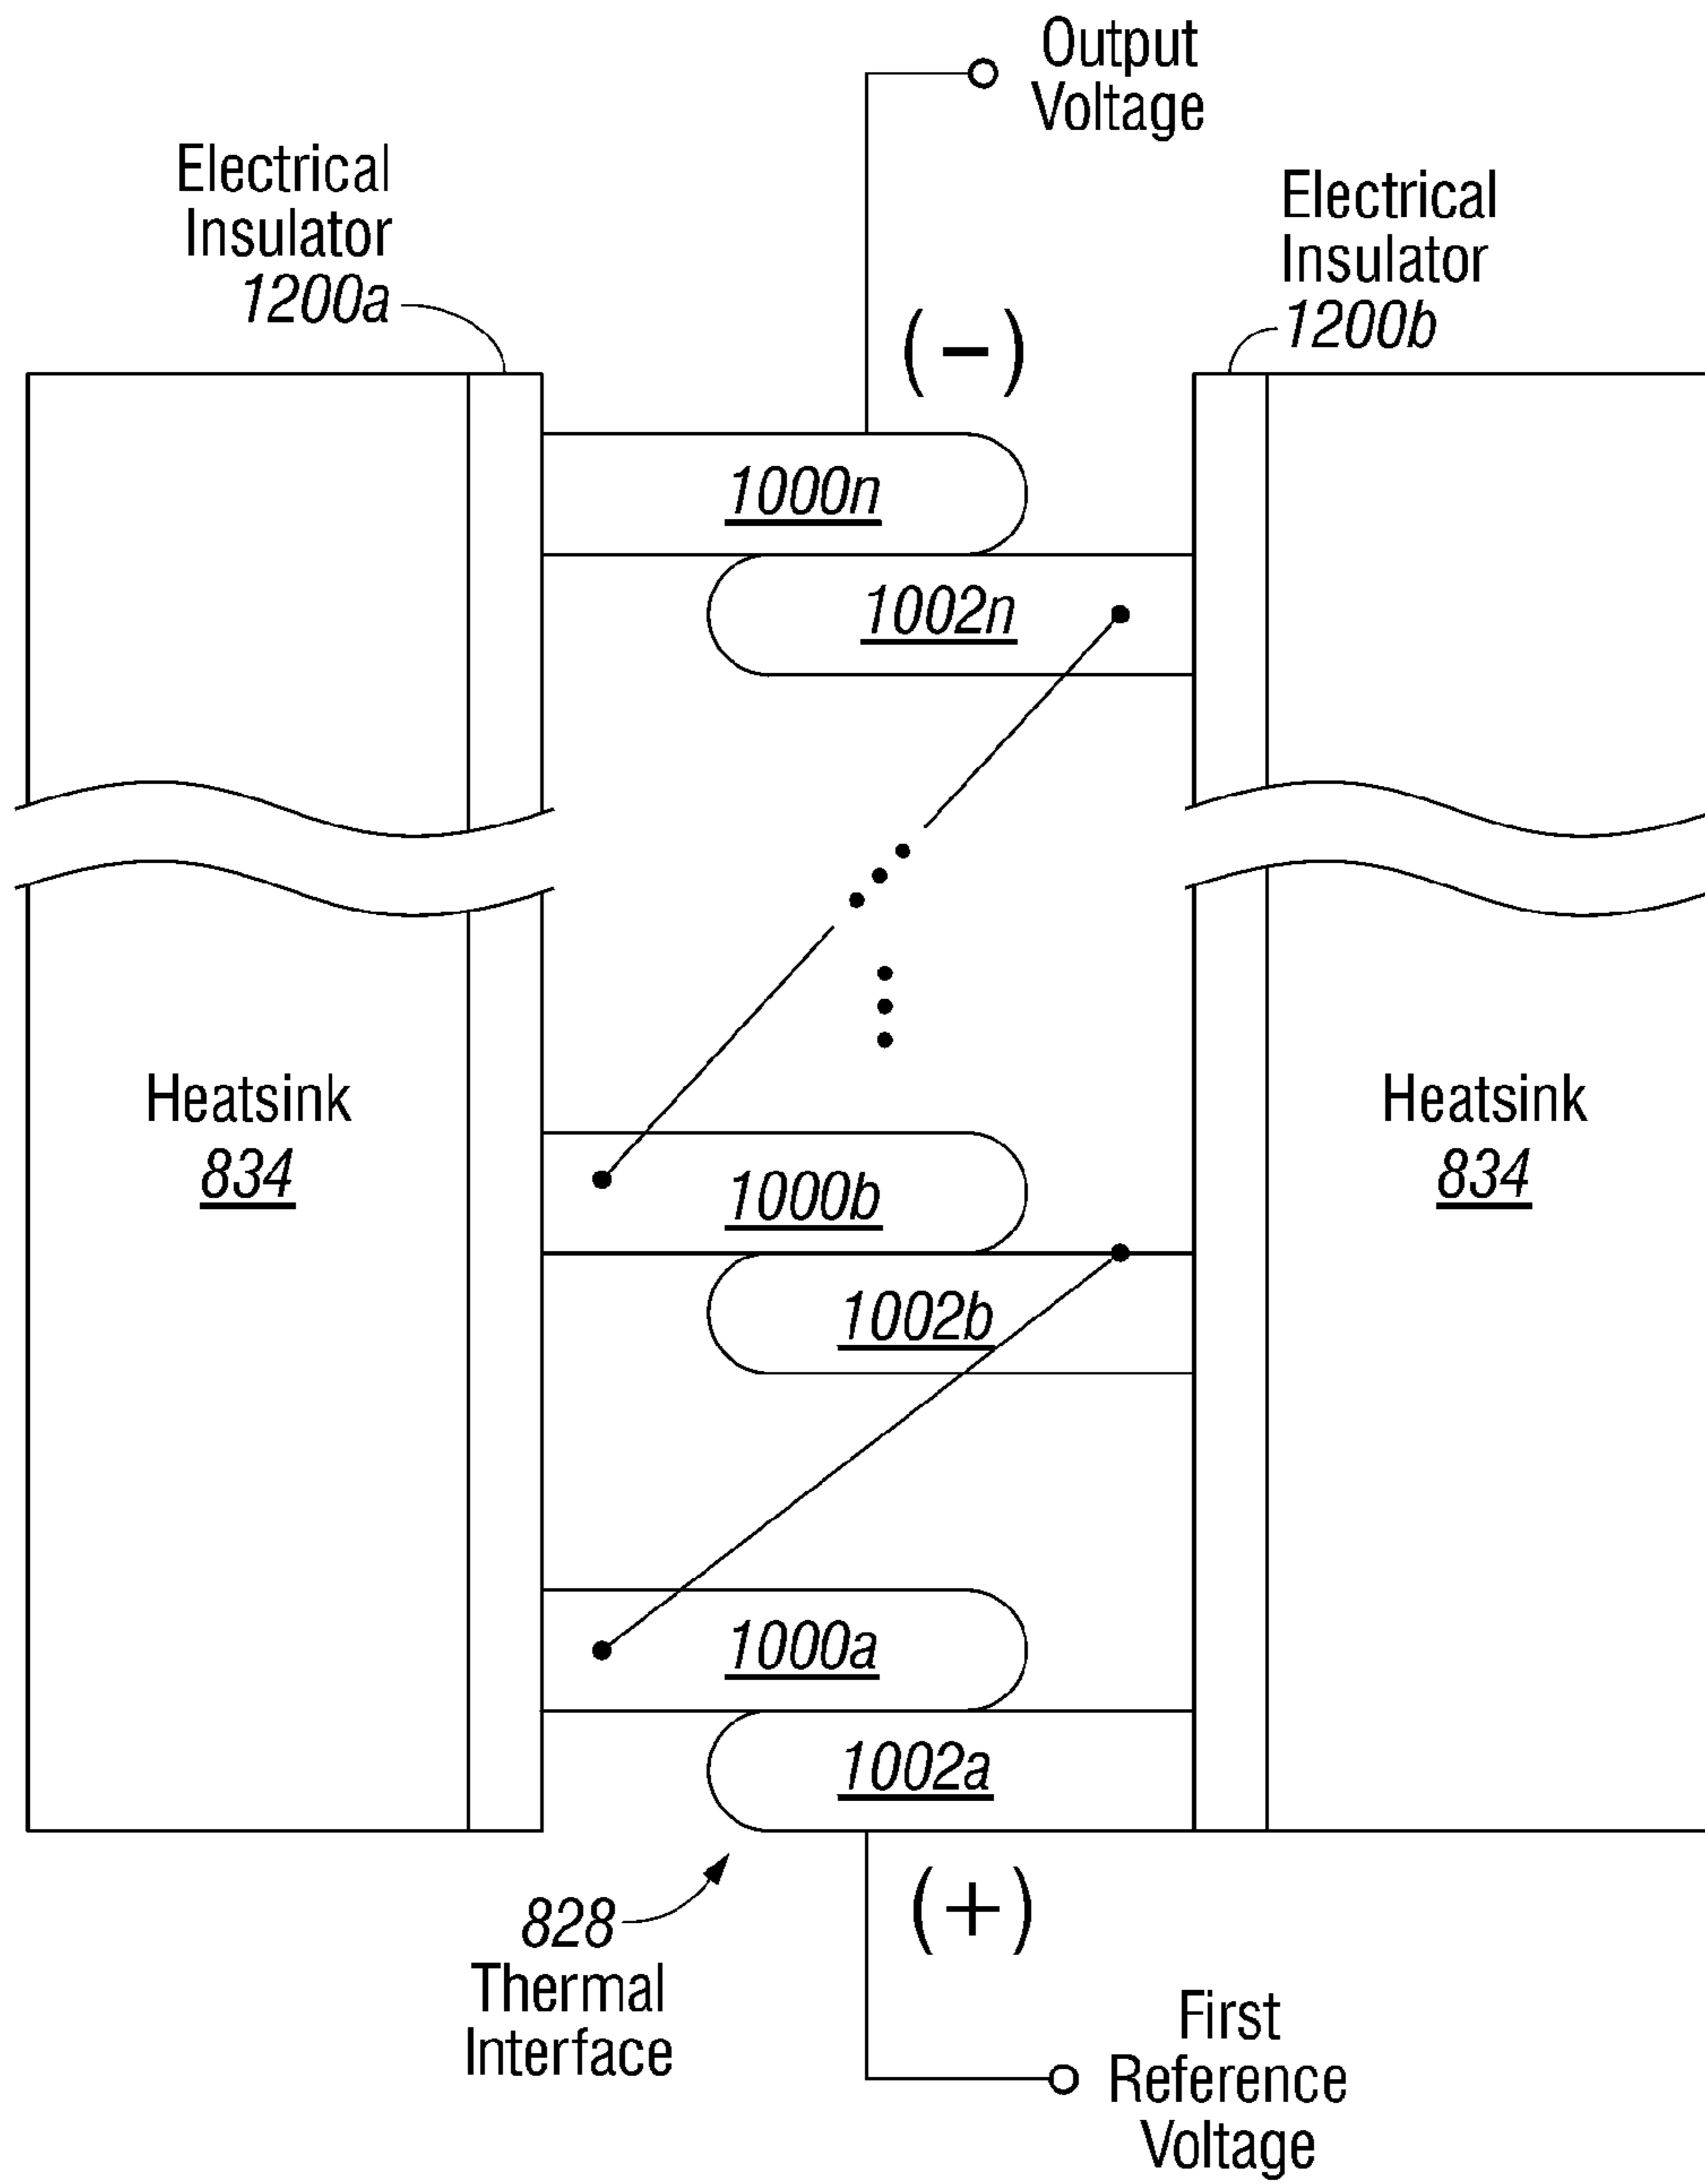 Output
Voltage
Electrical
Insulator
1200a
Electrical
Insulator
1200b
(–)
1000n
1002n
Heatsink
834
Heatsink
834
1000b
1002b
1000a
1002a
828
Thermal
Interface
(+)
First
Reference
Voltage